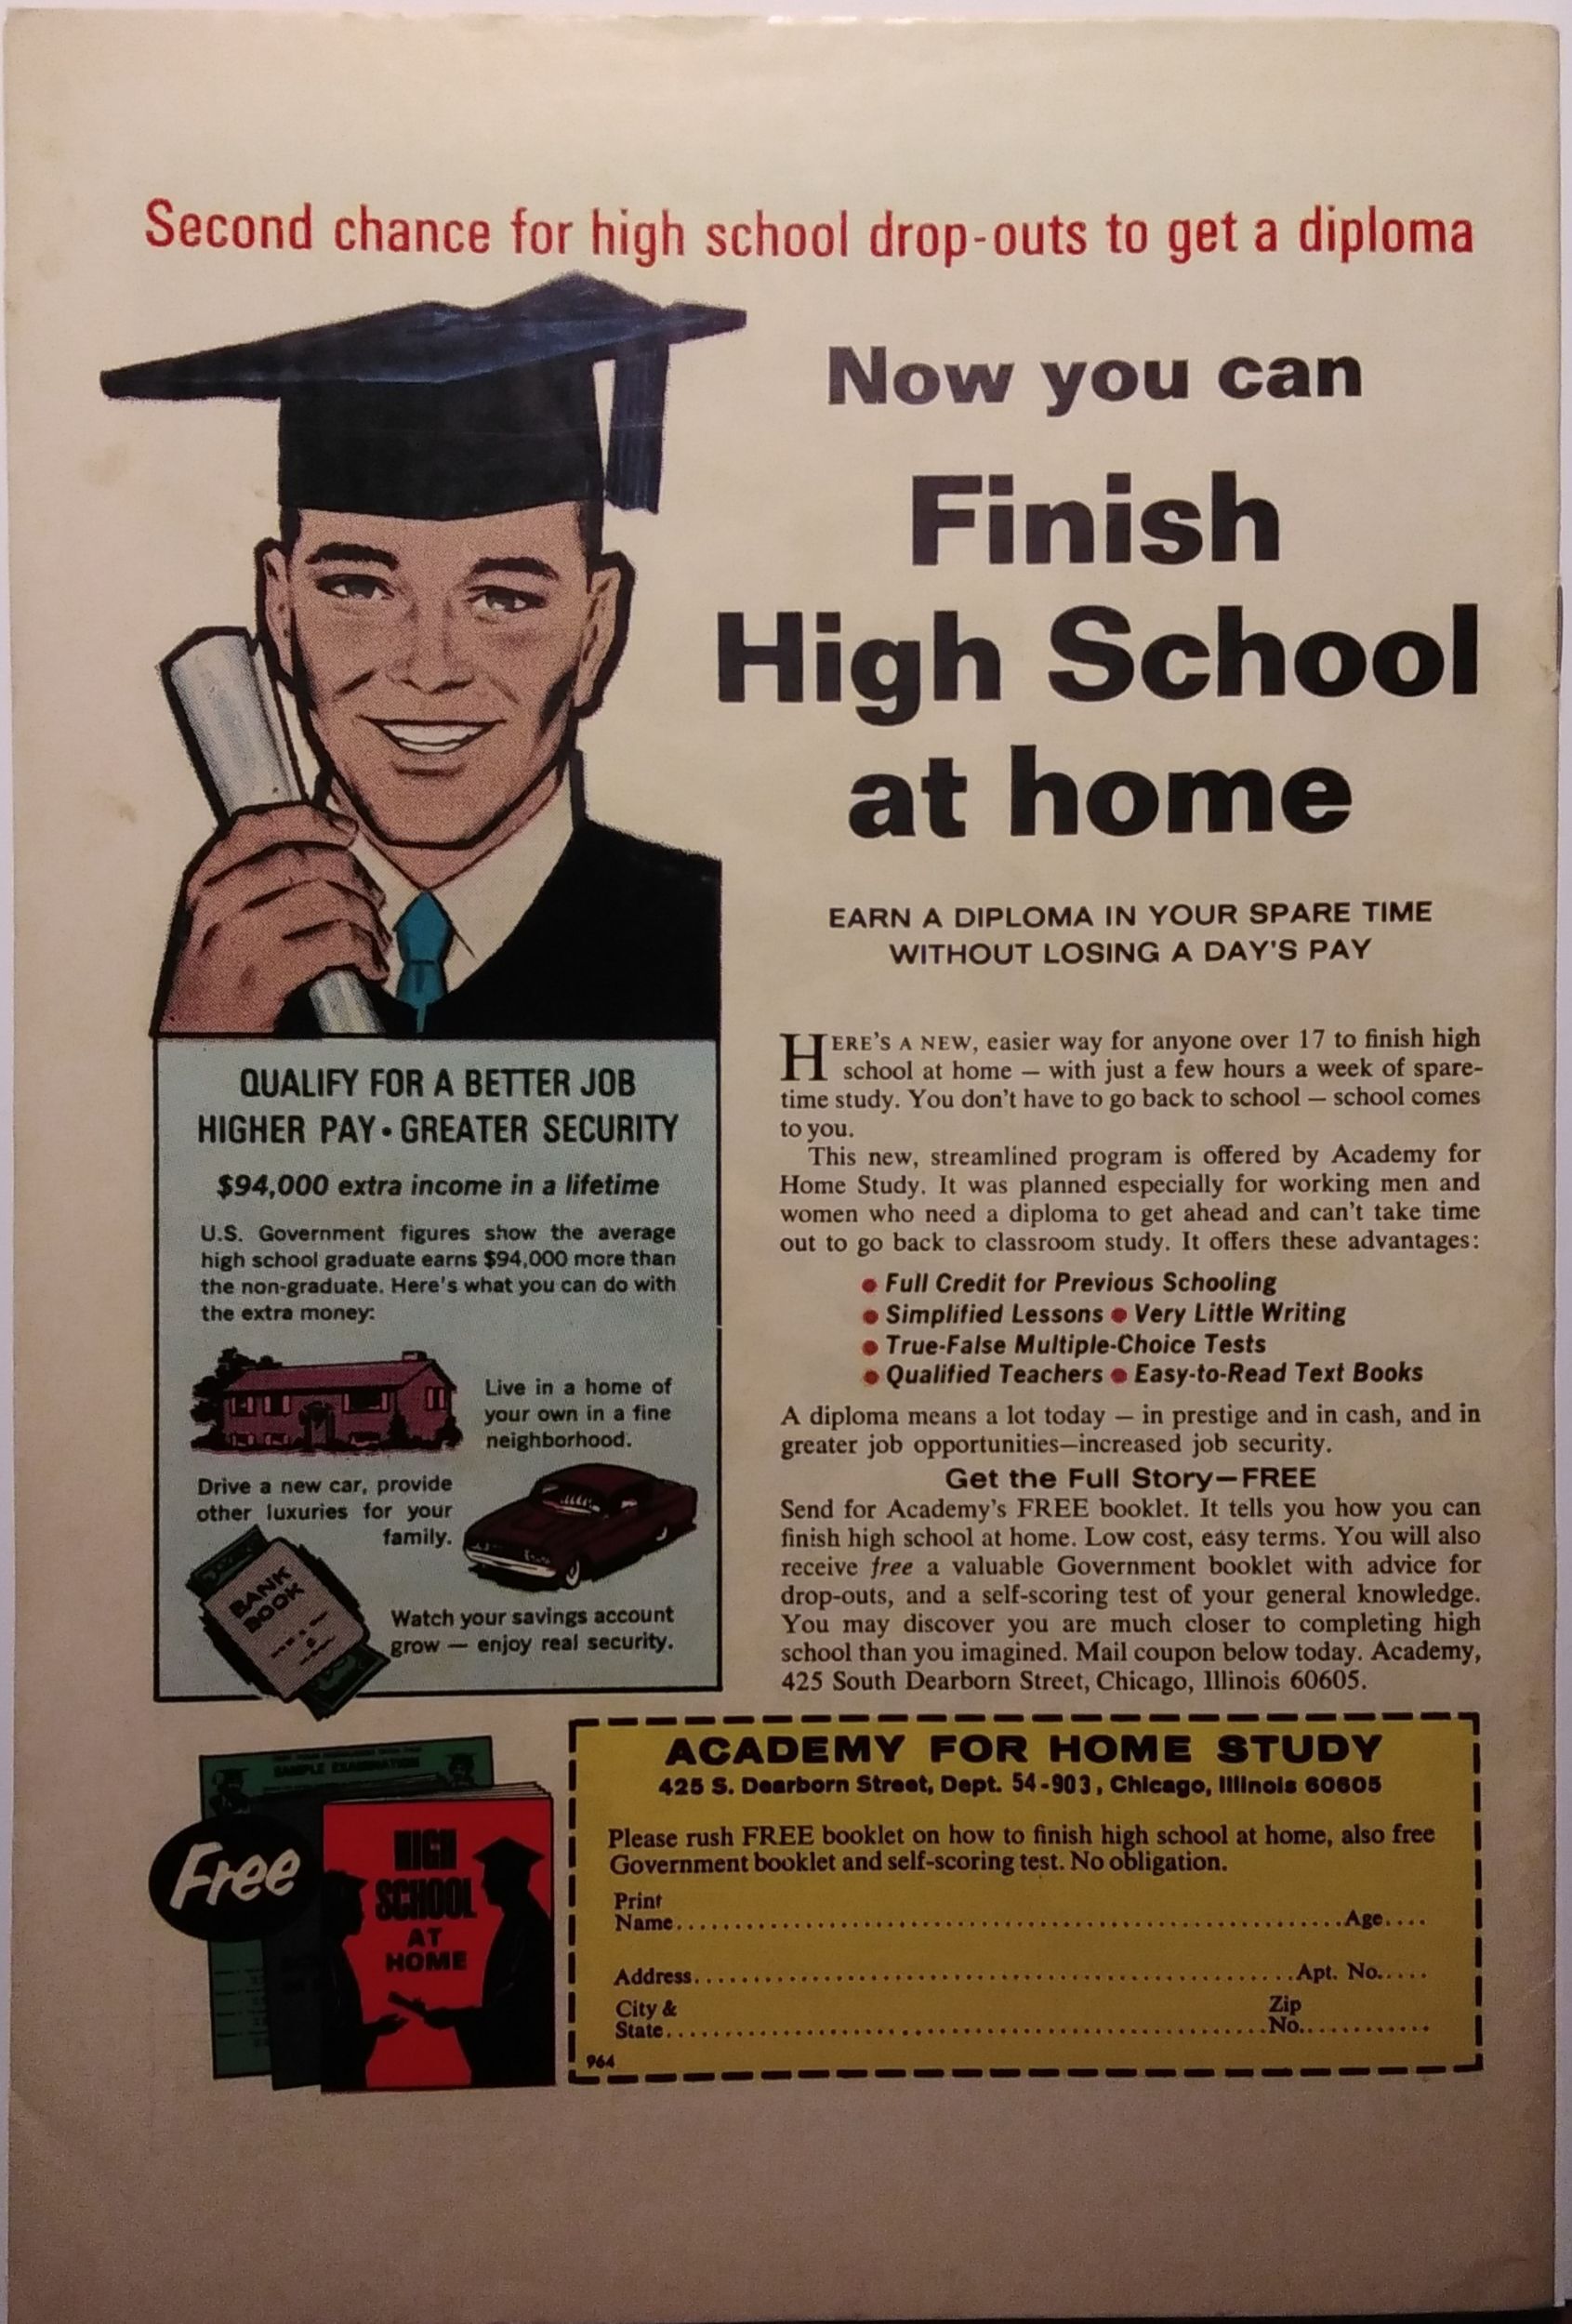 Second chance for high school drop-outs to get a diploma
Now you can
Finish
High School
at home
EARN A DIPLOMA IN YOUR SPARE TIME
WITHOUT LOSING A DAY'S PAY
QUALIFY FOR A BETTER JOB
HIGHER PAY • GREATER SECURITY
$94,000 extra income in a lifetime
U.S. Government figures show the average
high school graduate earns $94,000 more than
the non-graduate. Here's what you can do with
the extra money:
Live in a home of
your own in a fine
neighborhood.
Drive a new car, provide
other luxuries for your
family.
BANK
BOOK
Watch your savings account
grow — enjoy real security.
HERE'S A NEW, easier way for anyone over 17 to finish high
school at home — with just a few hours a week of spare-
time study. You don't have to go back to school — school comes
to you.
This new, streamlined program is offered by Academy for
Home Study. It was planned especially for working men and
women who need a diploma to get ahead and can't take time
out to go back to classroom study. It offers these advantages:
• Full Credit for Previous Schooling
• Simplified Lessons • Very Little Writing
• True-False Multiple-Choice Tests
• Qualified Teachers • Easy-to-Read Text Books
A diploma means a lot today — in prestige and in cash, and in
greater job opportunities—increased job security.
Get the Full Story—FREE
Send for Academy's FREE booklet. It tells you how you can
finish high school at home. Low cost, easy terms. You will also
receive free a valuable Government booklet with advice for
drop-outs, and a self-scoring test of your general knowledge.
You may discover you are much closer to completing high
school than you imagined. Mail coupon below today. Academy,
425 South Dearborn Street, Chicago, Illinois 60605.
SAMPLE EXAMINATION
Free
HIGH
SCHOOL
AT
HOME
ACADEMY FOR HOME STUDY
425 S. Dearborn Street, Dept. 54-903, Chicago, Illinois 60605
Please rush FREE booklet on how to finish high school at home, also free
Government booklet and self-scoring test. No obligation.
Print
Name..........Age....
Address..........Apt. No.....
City & Zip
State..........No..........
964